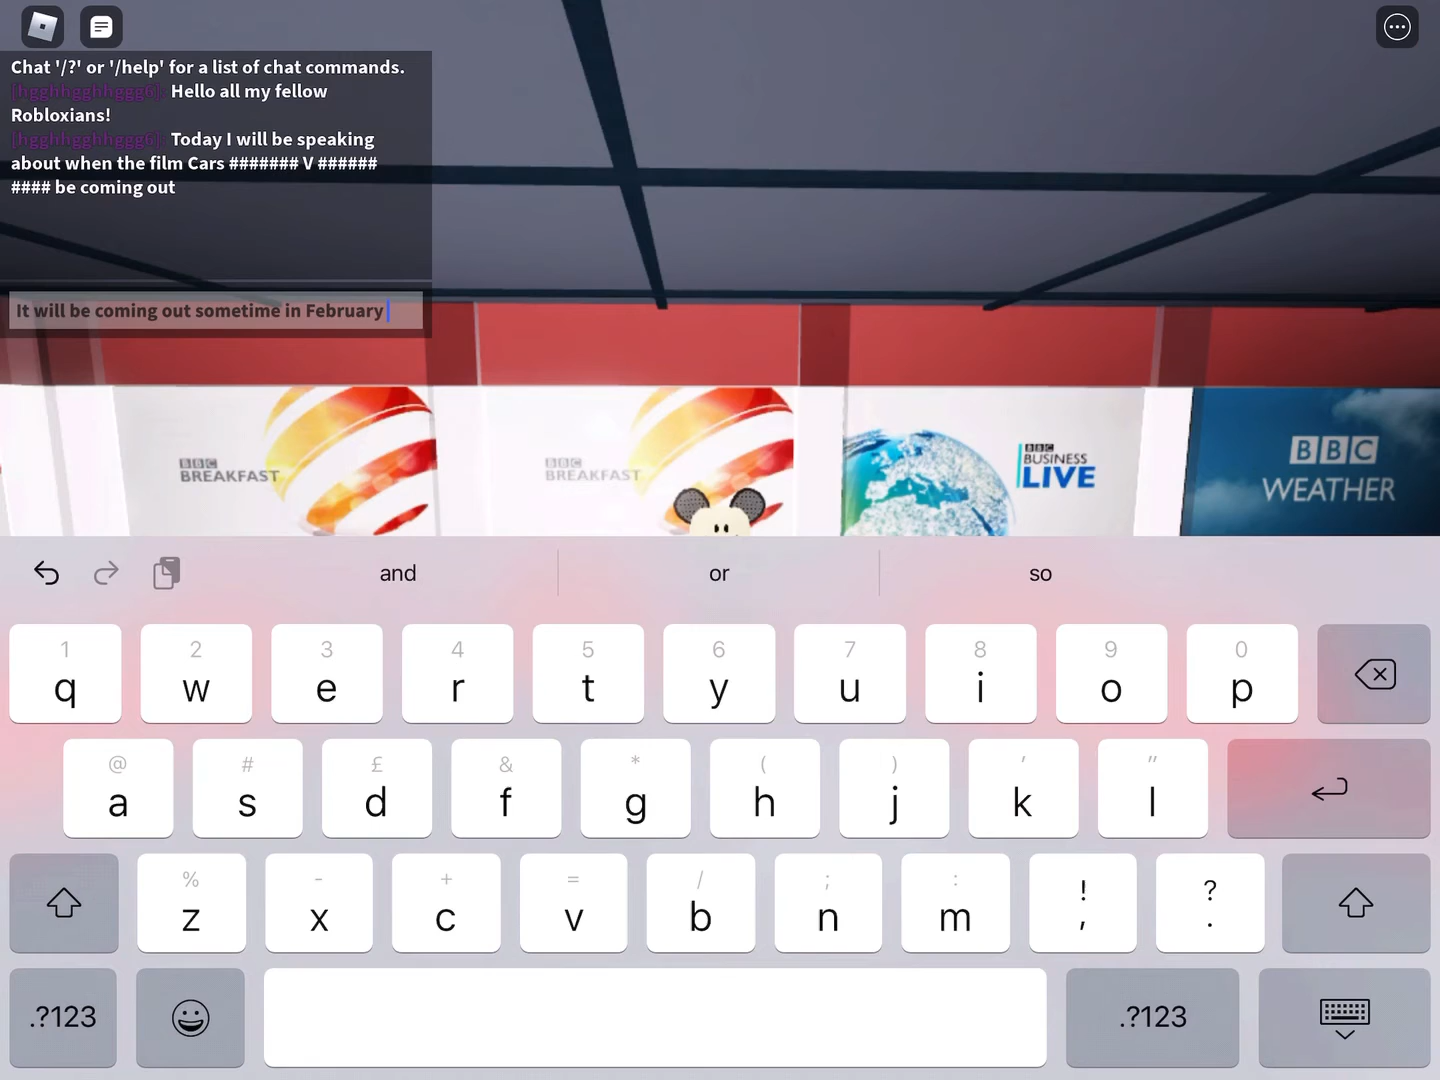 Chat '/?' or '/help' for a list of chat commands.
[hgghhgghhggg6]: Hello all my fellow
Robloxians!
[hgghhgghhggg6]: Today I will be speaking
about when the film Cars ####### V ######
#### be coming out
It will be coming out sometime in February
BBC
BREAKFAST
BBC
BREAKFAST
BBC
BUSINESS
LIVE
BBC
WEATHER
and or so
1 2 3 4 5 6 7 8 9 0
q w e r t y u i o p
@ # £ & * ( ) ' "
a s d f g h j k l
% - + = / ; : ! ?
z x c v b n m , .
.?123 .?123